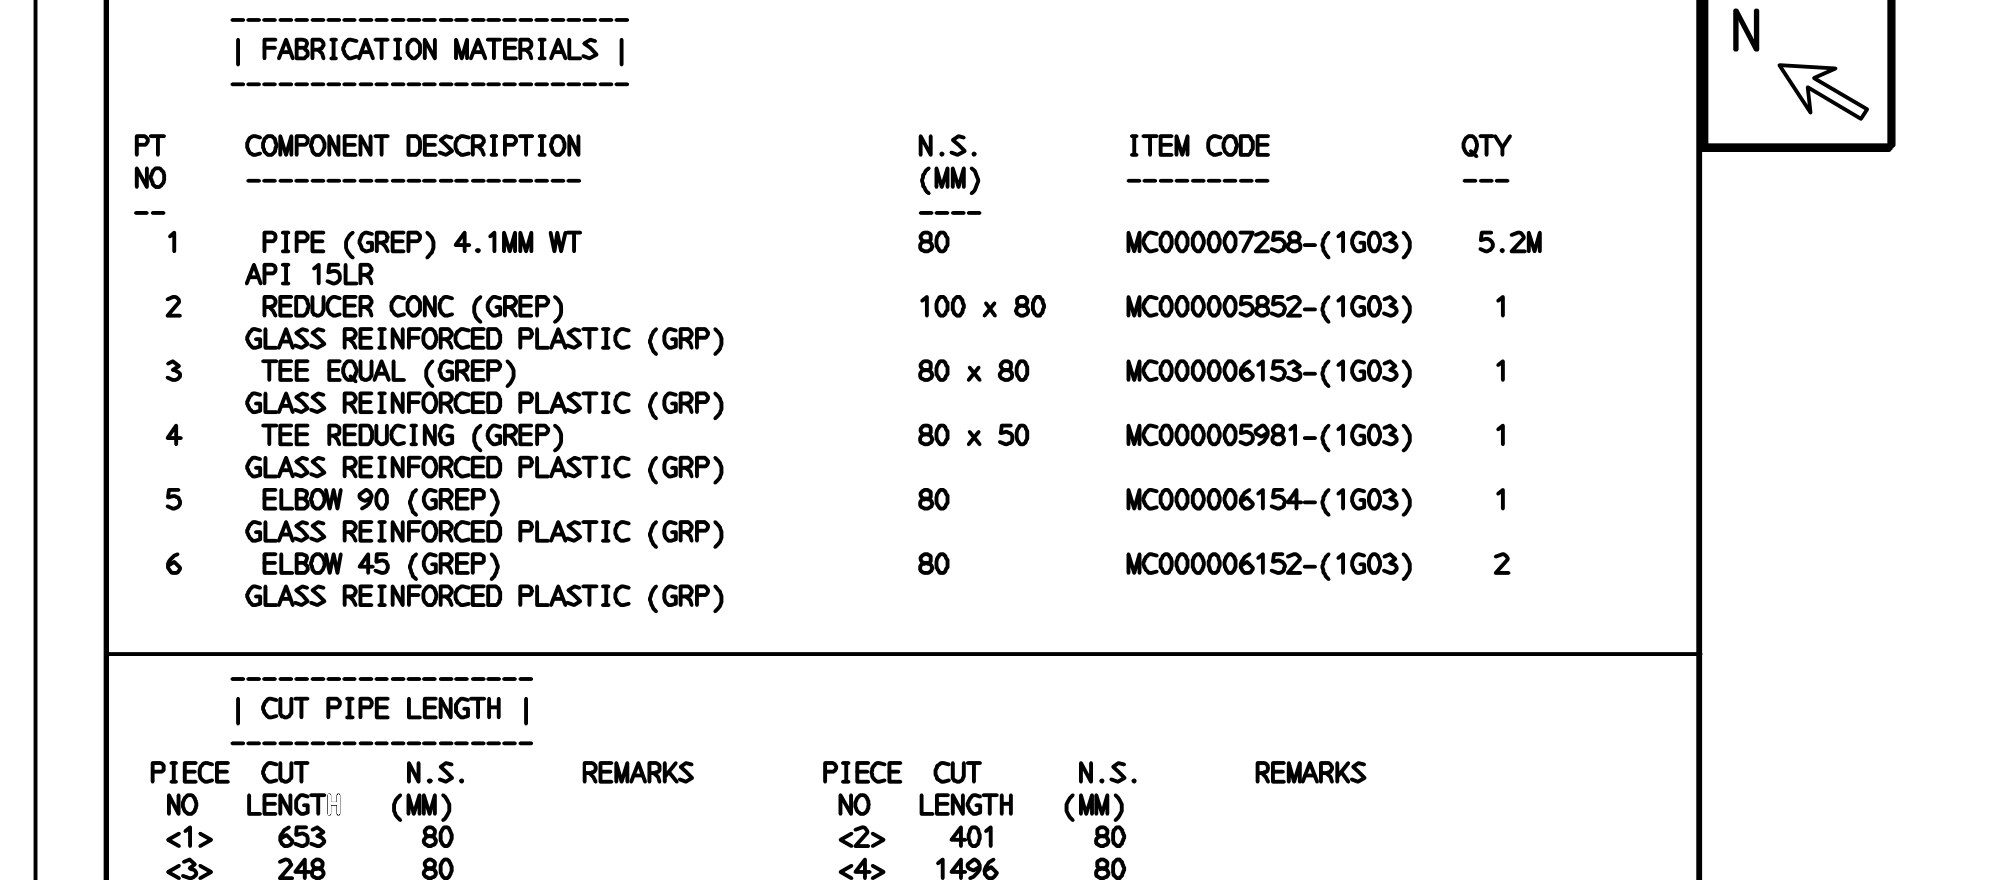 ------------------------- 
| FABRICATION MATERIALS |
-------------------------
N
PT COMPONENT DESCRIPTION N.S. ITEM CODE QTY
NO --------------------- (MM) --------- ---
-- ----
1 PIPE (GREP) 4.1MM WT 80 MC000007258-(1G03) 5.2M
API 15LR
2 REDUCER CONC (GREP) 100 x 80 MC000005852-(1G03) 1
GLASS REINFORCED PLASTIC (GRP)
3 TEE EQUAL (GREP) 80 x 80 MC000006153-(1G03) 1
GLASS REINFORCED PLASTIC (GRP)
4 TEE REDUCING (GREP) 80 x 50 MC000005981-(1G03) 1
GLASS REINFORCED PLASTIC (GRP)
5 ELBOW 90 (GREP) 80 MC000006154-(1G03) 1
GLASS REINFORCED PLASTIC (GRP)
6 ELBOW 45 (GREP) 80 MC000006152-(1G03) 2
GLASS REINFORCED PLASTIC (GRP)
-------------------
| CUT PIPE LENGTH |
-------------------
PIECE CUT N.S. REMARKS PIECE CUT N.S. REMARKS
NO LENGTH (MM) NO LENGTH (MM)
<1> 653 80 <2> 401 80
<3> 248 80 <4> 1496 80